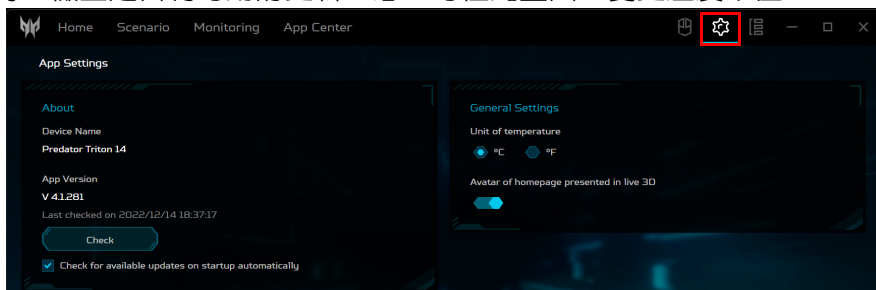 Home Scenario Monitoring App Center
App Settings
About
Device Name
Predator Triton 14
App Version
V 4.1.281
Last checked on 2022/12/14 18:37:17
Check
Check for available updates on startup automatically
General Settings
Unit of temperature
°C °F
Avatar of homepage presented in live 3D